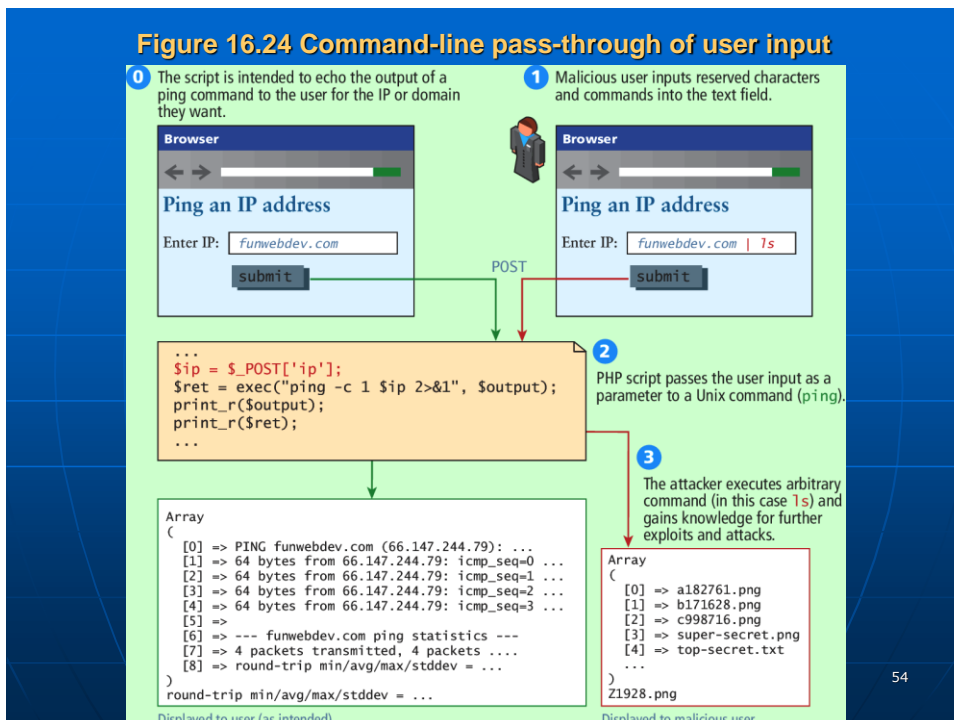 Figure 16.24 Command-line pass-through of user input
0 The script is intended to echo the output of a
ping command to the user for the IP or domain
they want.
1 Malicious user inputs reserved characters
and commands into the text field.
Browser
Ping an IP address
Enter IP: funwebdev.com
submit
Browser
Ping an IP address
Enter IP: funwebdev.com | ls
submit
POST
...
$ip = $_POST['ip'];
$ret = exec("ping -c 1 $ip 2>&1", $output);
print_r($output);
print_r($ret);
...
2
PHP script passes the user input as a
parameter to a Unix command (ping).
3
The attacker executes arbitrary
command (in this case ls) and
gains knowledge for further
exploits and attacks.
Array
(
[0] => PING funwebdev.com (66.147.244.79): ...
[1] => 64 bytes from 66.147.244.79: icmp_seq=0 ...
[2] => 64 bytes from 66.147.244.79: icmp_seq=1 ...
[3] => 64 bytes from 66.147.244.79: icmp_seq=2 ...
[4] => 64 bytes from 66.147.244.79: icmp_seq=3 ...
[5] =>
[6] => --- funwebdev.com ping statistics ---
[7] => 4 packets transmitted, 4 packets ....
[8] => round-trip min/avg/max/stddev = ...
)
round-trip min/avg/max/stddev = ...
Displayed to user (as intended)
Array
(
[0] => a182761.png
[1] => b171628.png
[2] => c998716.png
[3] => super-secret.png
[4] => top-secret.txt
...
)
Z1928.png
Displayed to malicious user
54